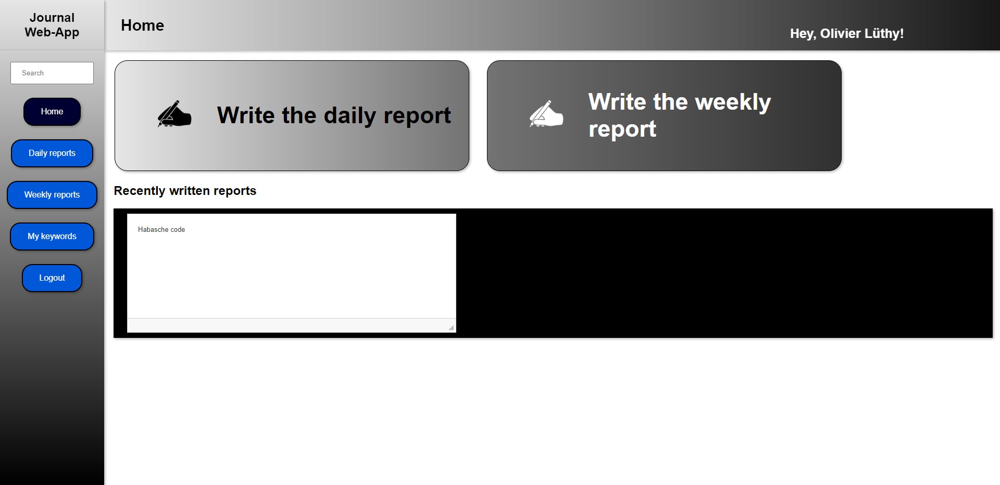 Journal
Web-App
Home
Hey, Olivier Lüthy!
Search
Home
Daily reports
Weekly reports
My keywords
Logout
Write the daily report
Write the weekly
report
Recently written reports
Habasche code